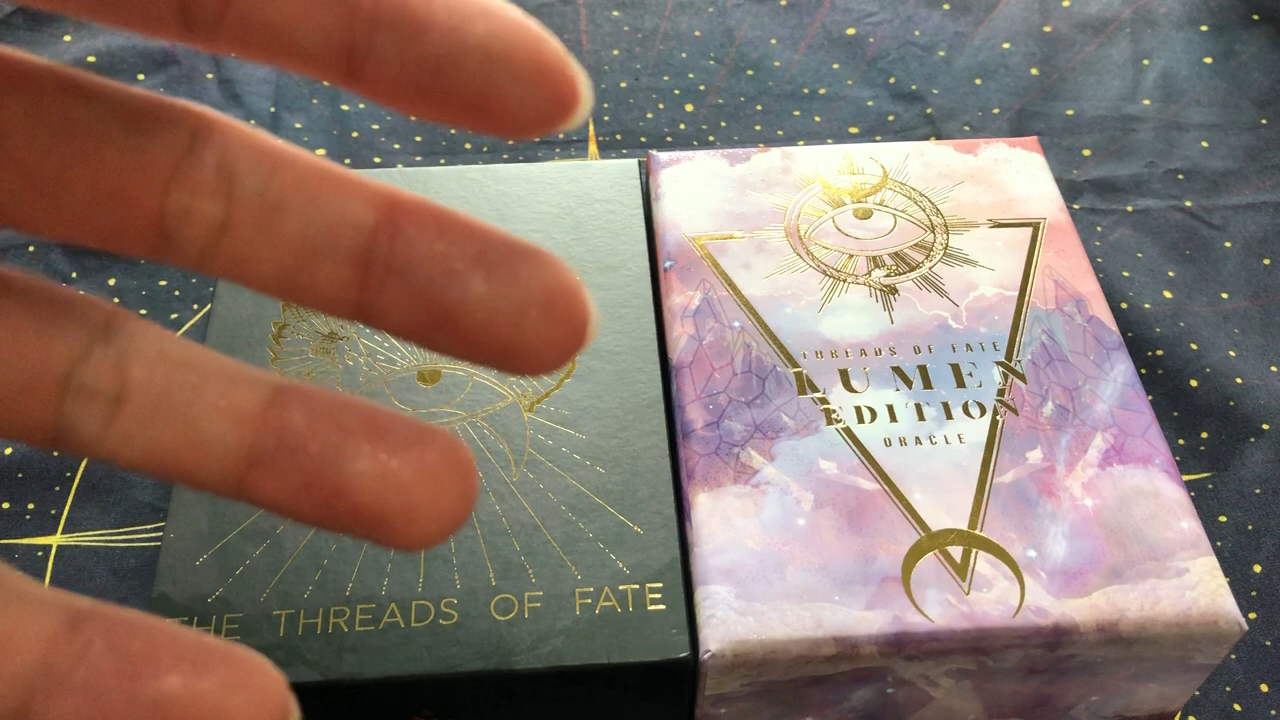 THE THREADS OF FATE
THREADS OF FATE
LUMEN
EDITION
ORACLE